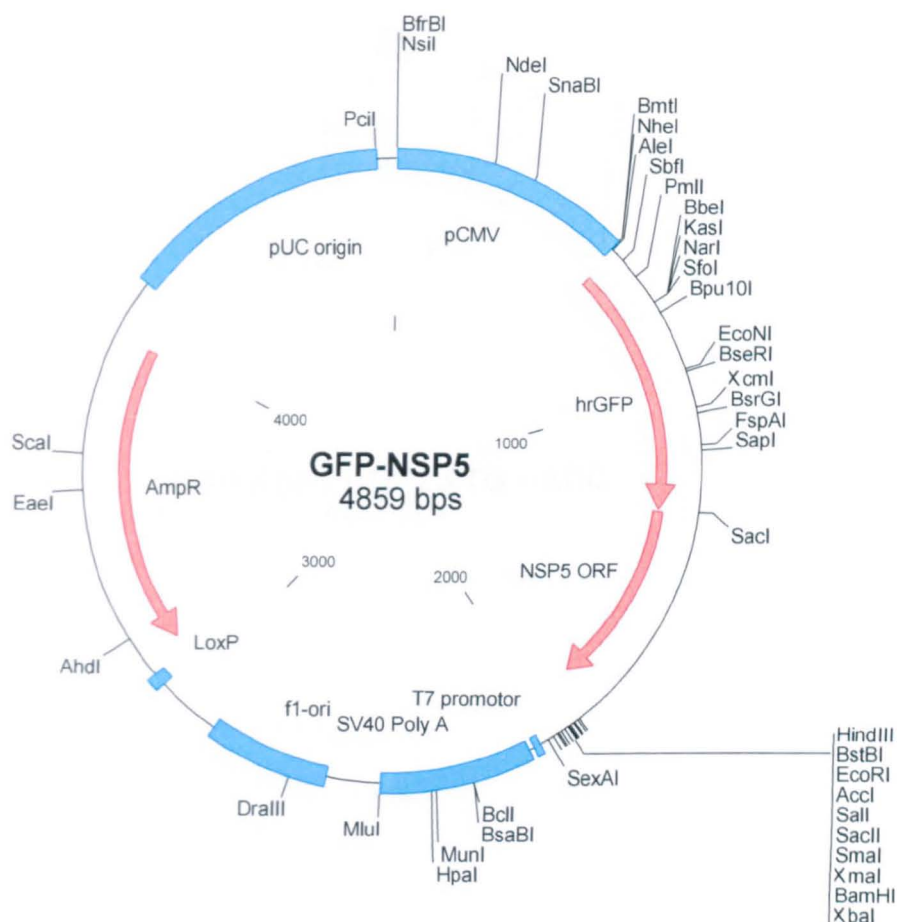 BfrBI
NsiI
NdeI
SnaBI
PciI
BmtI
NheI
AleI
SbfI
PmlI
BbeI
KasI
NarI
SfoI
Bpu10I
pUC origin
pCMV
EcoNI
BseRI
XcmI
BsrGI
FspAI
SapI
hrGFP
4000
1000
ScaI
EaeI
AmpR
GFP-NSP5
4859 bps
SacI
NSP5 ORF
3000
2000
LoxP
AhdI
f1-ori
T7 promotor
SV40 Poly A
SexAI
HindIII
BstBI
EcoRI
AccI
SalI
SacII
SmaI
XmaI
BamHI
XbaI
DraIII
MluI
BclI
BsaBI
MunI
HpaI